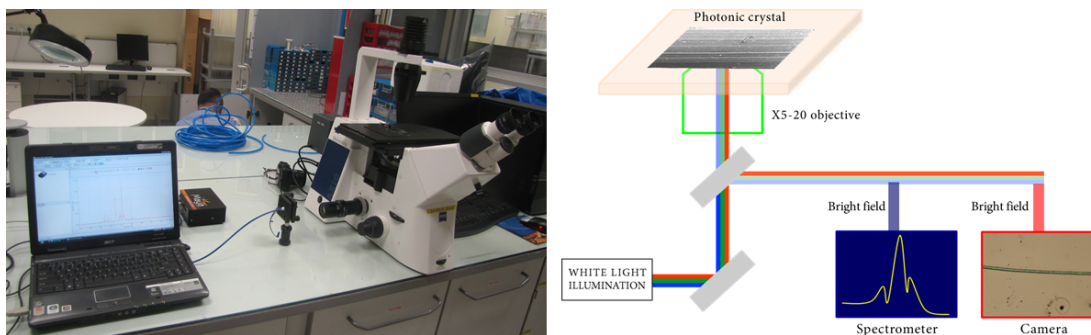 Photonic crystal
X5-20 objective
Bright field
Bright field
WHITE LIGHT
ILLUMINATION
Spectrometer
Camera